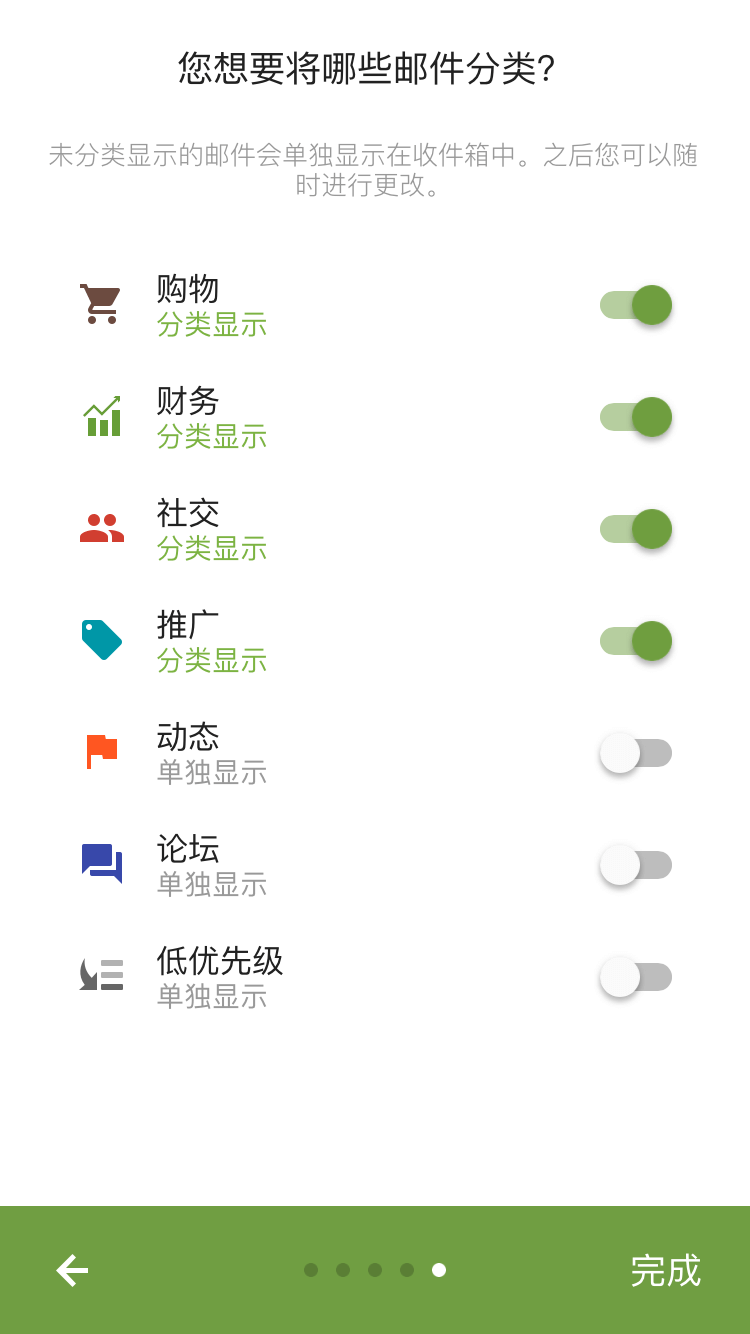 您想要将哪些邮件分类?
未分类显示的邮件会单独显示在收件箱中。之后您可以随
时进行更改。
购物
分类显示
财务
分类显示
社交
分类显示
推广
分类显示
动态
单独显示
论坛
单独显示
低优先级
单独显示
完成